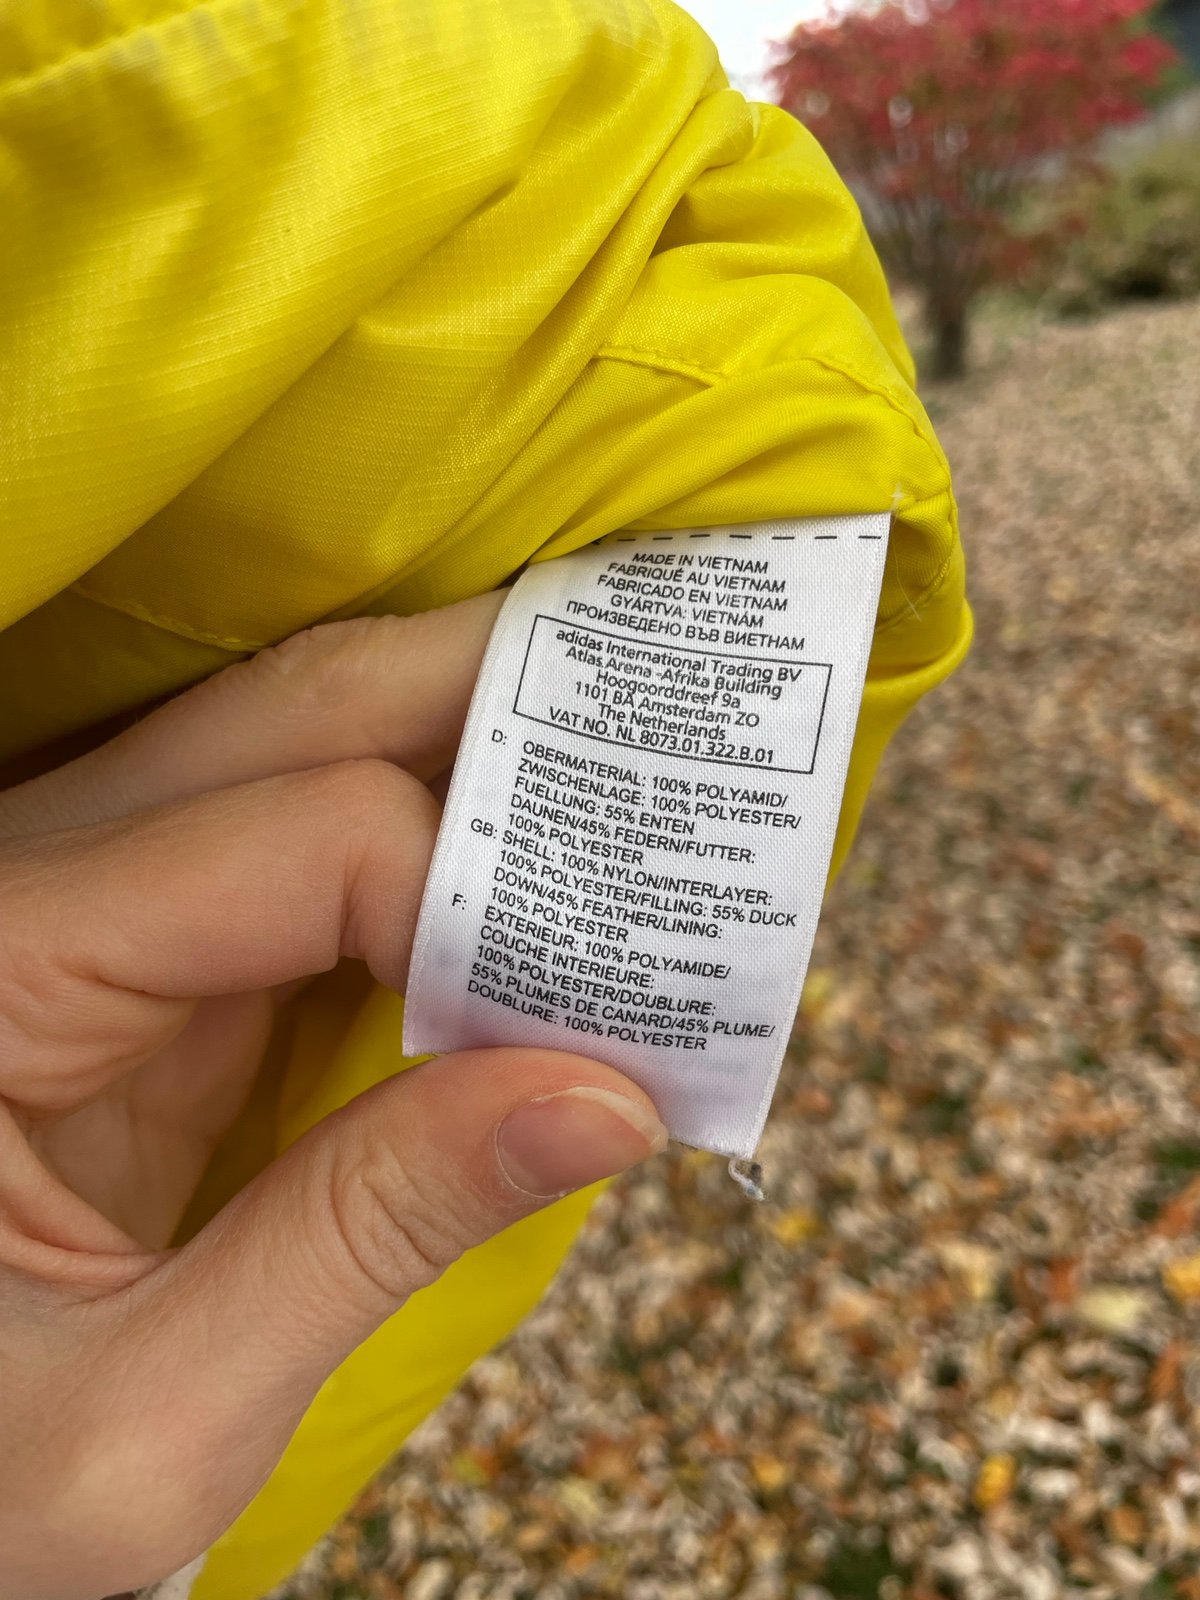 MADE IN VIETNAM
FABRIQUÉ AU VIETNAM
FABRICADO EN VIETNAM
GYÁRTVA: VIETNÁM
ПРОИЗВЕДЕНО ВЪВ ВИЕТНАМ
adidas International Trading BV
Atlas Arena -Afrika Building
Hoogoorddreef 9a
1101 BA Amsterdam ZO
The Netherlands
VAT NO. NL 8073.01.322.B.01
D: OBERMATERIAL: 100% POLYAMID/
ZWISCHENLAGE: 100% POLYESTER/
FUELLUNG: 55% ENTEN
DAUNEN/45% FEDERN/FUTTER:
100% POLYESTER
GB: SHELL: 100% NYLON/INTERLAYER:
100% POLYESTER/FILLING: 55% DUCK
DOWN/45% FEATHER/LINING:
100% POLYESTER
F: EXTERIEUR: 100% POLYAMIDE/
COUCHE INTERIEURE:
100% POLYESTER/DOUBLURE:
55% PLUMES DE CANARD/45% PLUME/
DOUBLURE: 100% POLYESTER